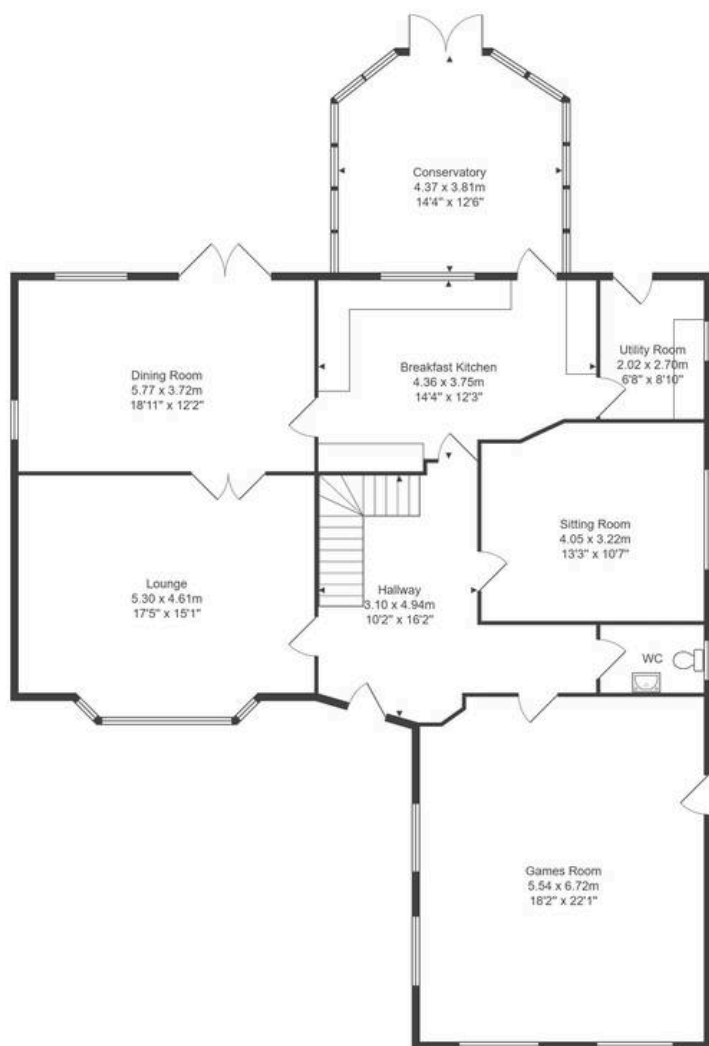 Conservatory
4.37 x 3.81m
14'4" x 12'6"
Dining Room
5.77 x 3.72m
18'11" x 12'2"
Breakfast Kitchen
4.36 x 3.75m
14'4" x 12'3"
Utility Room
2.02 x 2.70m
6'8" x 8'10"
Sitting Room
4.05 x 3.22m
13'3" x 10'7"
Lounge
5.30 x 4.61m
17'5" x 15'1"
Hallway
3.10 x 4.94m
10'2" x 16'2"
WC
Games Room
5.54 x 6.72m
18'2" x 22'1"